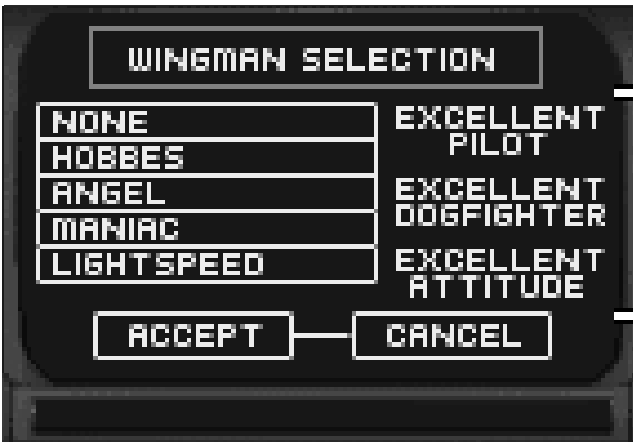 WINGMAN SELECTION
NONE
HOBBES
ANGEL
MANIAC
LIGHTSPEED
EXCELLENT
PILOT
EXCELLENT
DOGFIGHTER
EXCELLENT
ATTITUDE
ACCEPT
CANCEL